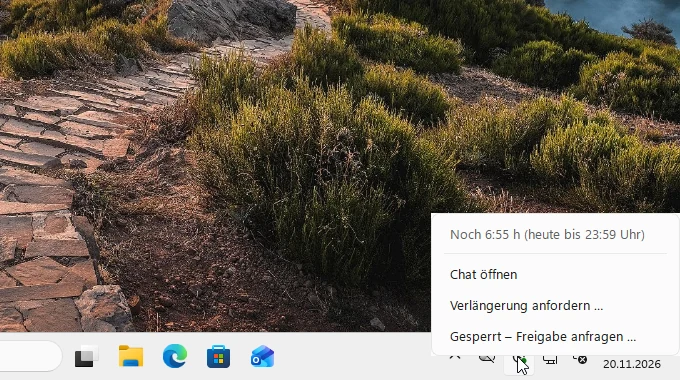 Noch 6:55 h (heute bis 23:59 Uhr)
Chat öffnen
Verlängerung anfordern ...
Gesperrt – Freigabe anfragen ...
20.11.2026